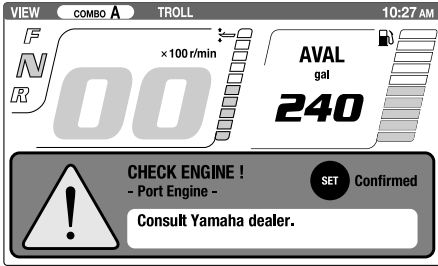 VIEW COMBO A TROLL 10:27 AM
F
N
R
×100 r/min
00
AVAL
gal
240
CHECK ENGINE !
- Port Engine -
SET Confirmed
Consult Yamaha dealer.